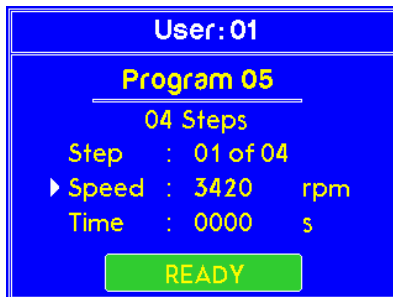 User: 01
Program 05
04 Steps
Step : 01 of 04
Speed : 3420 rpm
Time : 0000 s
READY